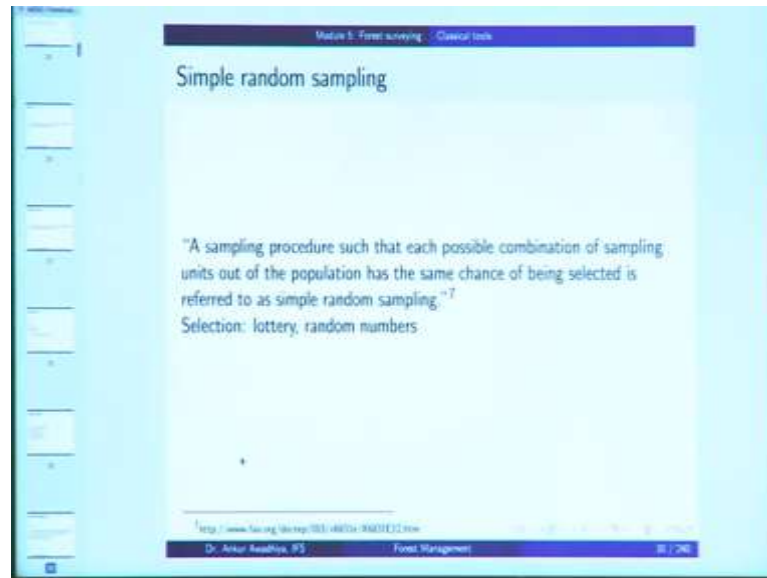 Module 5: Forest surveying Classical tools
Simple random sampling
"A sampling procedure such that each possible combination of sampling
units out of the population has the same chance of being selected is
referred to as simple random sampling."7
Selection: lottery, random numbers
Dr. Ankur Awadhiya, IFS Forest Management